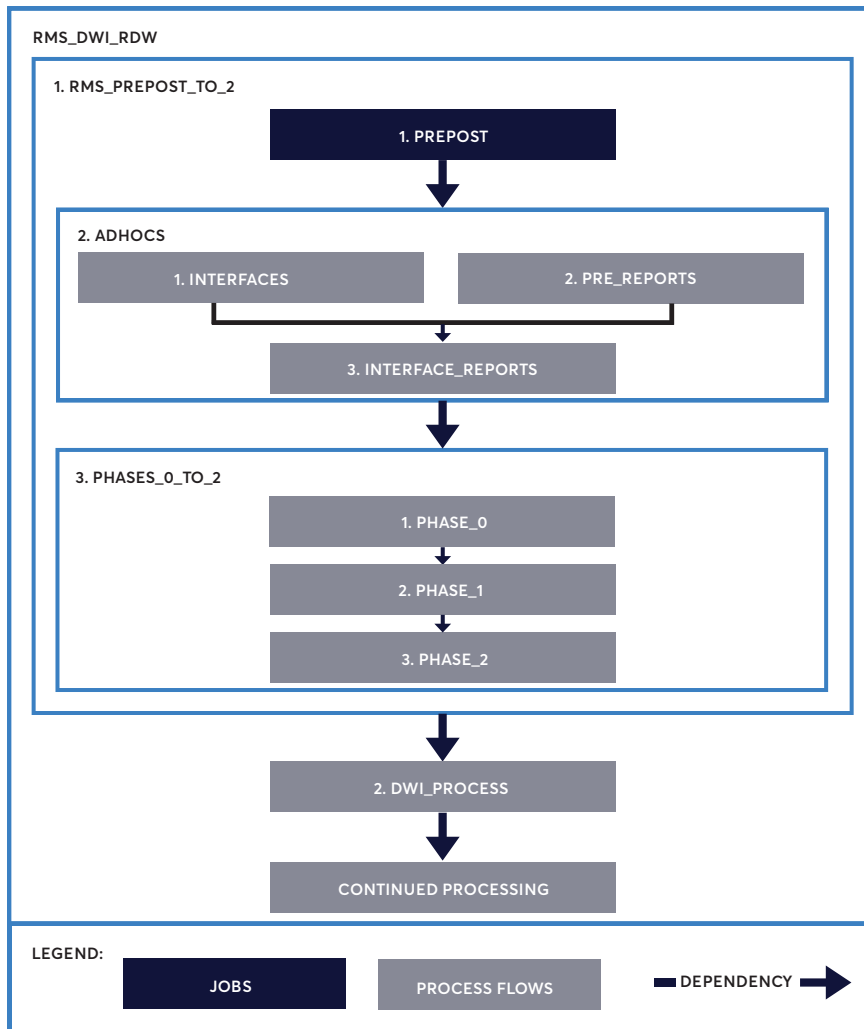 RMS_DWI_RDW
1. RMS_PREPOST_TO_2
1. PREPOST
2. ADHOCS
1. INTERFACES
2. PRE_REPORTS
3. INTERFACE_REPORTS
3. PHASES_0_TO_2
1. PHASE_0
2. PHASE_1
3. PHASE_2
2. DWI_PROCESS
CONTINUED PROCESSING
LEGEND:
JOBS
PROCESS FLOWS
DEPENDENCY